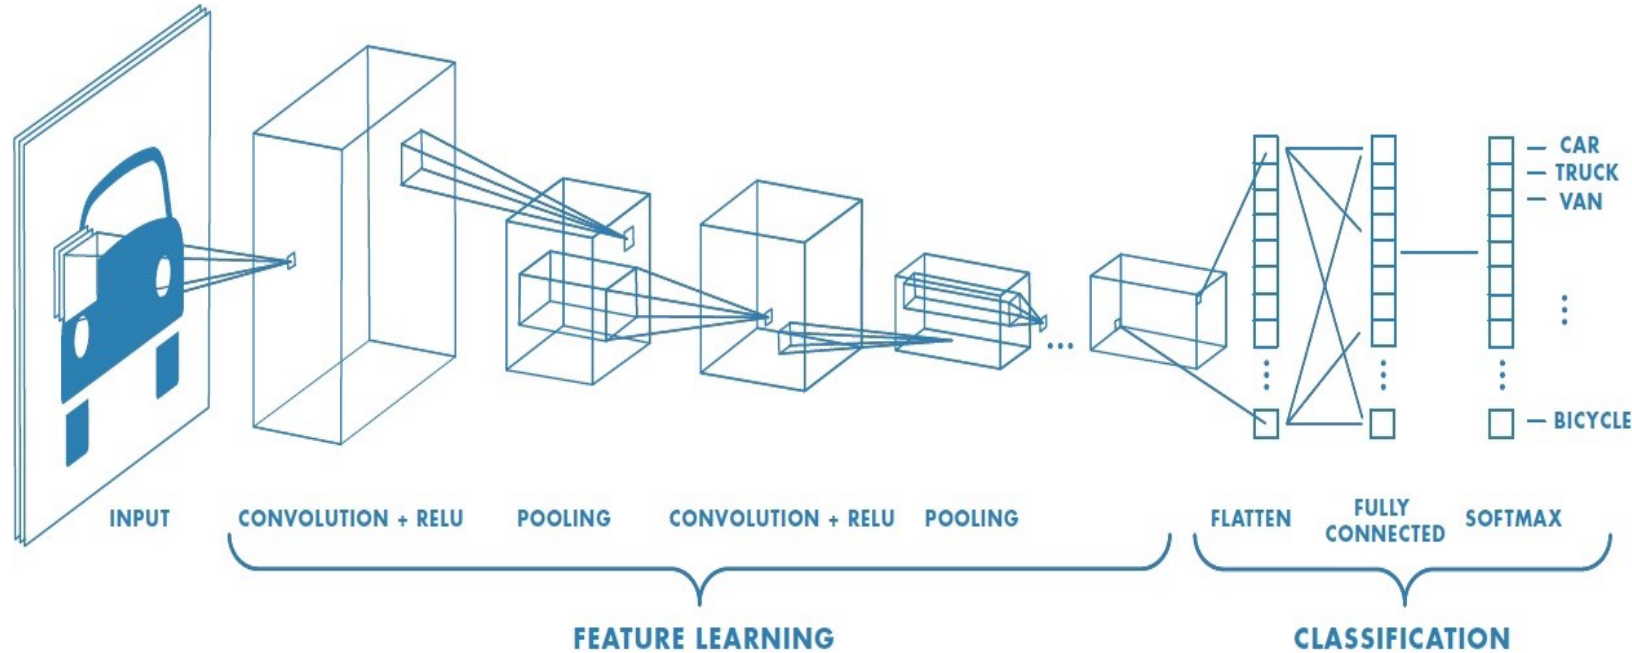 CAR
TRUCK
VAN
BICYCLE
INPUT
CONVOLUTION + RELU
POOLING
CONVOLUTION + RELU
POOLING
FLATTEN
FULLY
CONNECTED
SOFTMAX
FEATURE LEARNING
CLASSIFICATION